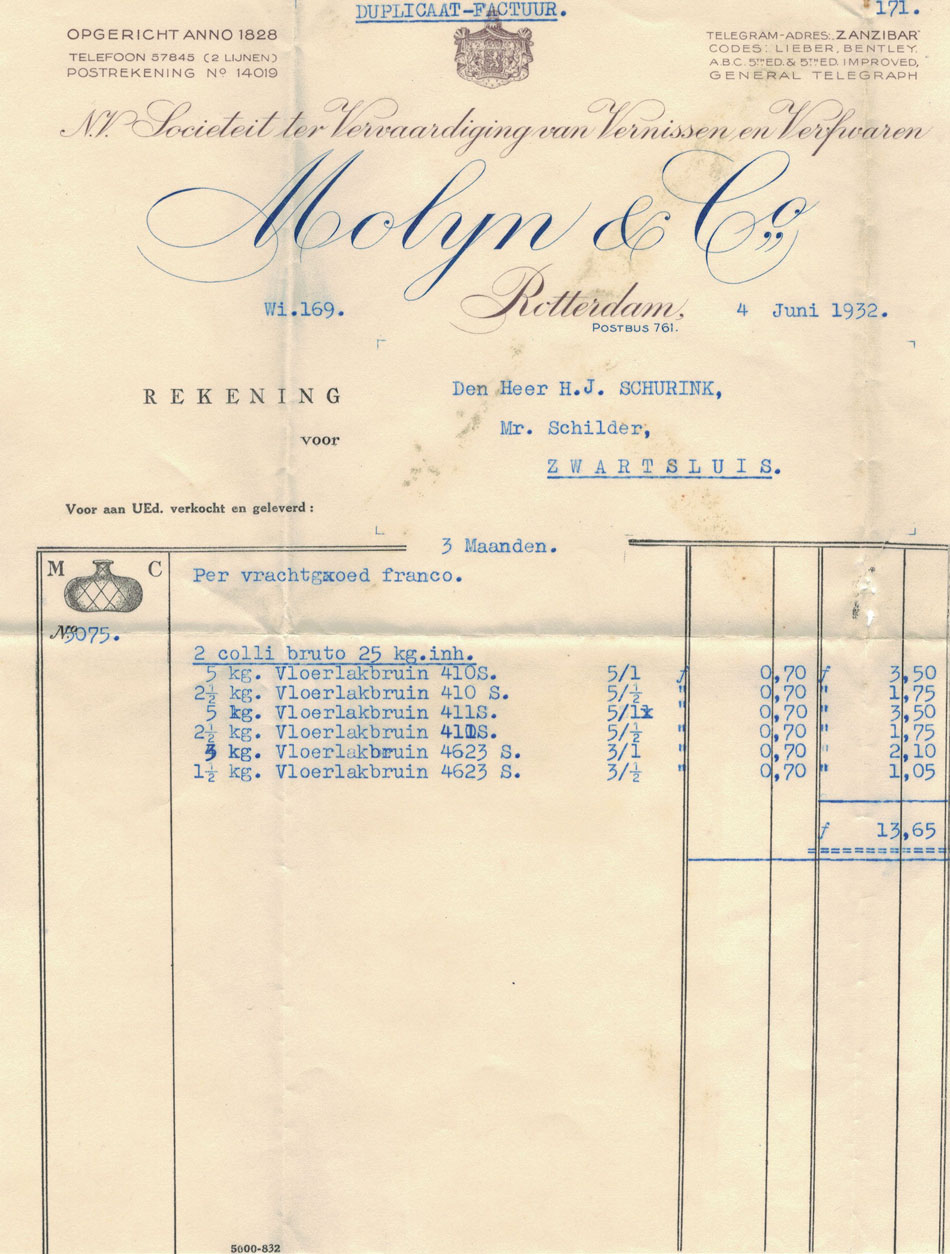 DUPLICAAT-FACTUUR. 171.
OPGERICHT ANNO 1828
TELEFOON 57845 (2 LIJNEN)
POSTREKENING No 14019
TELEGRAM-ADRES: "ZANZIBAR"
CODES: LIEBER, BENTLEY.
A.B.C. 5TH ED. & 5TH ED. IMPROVED,
GENERAL TELEGRAPH
N.V. Societeit ter Vervaardiging van Vernissen en Verfwaren
Molyn & Co.
Wi.169. Rotterdam, 4 Juni 1932.
POSTBUS 761.
REKENING
voor
Den Heer H.J. SCHURINK,
Mr. Schilder,
ZWARTSLUIS.
Voor aan UEd. verkocht en geleverd:
3 Maanden.
M C
Per vrachtgxoed franco.
No 3075.
2 colli bruto 25 kg.inh.
5 kg. Vloerlakbruin 410S. 5/1 f 0,70 f 3,50
2½ kg. Vloerlakbruin 410 S. 5/½ " 0,70 " 1,75
5 kg. Vloerlakbruin 411S. 5/1x " 0,70 " 3,50
2½ kg. Vloerlakbruin 411S. 5/½ " 0,70 " 1,75
3 kg. Vloerlakbruin 4623 S. 3/1 " 0,70 " 2,10
1½ kg. Vloerlakbruin 4623 S. 3/½ " 0,70 " 1,05
f 13,65
5000-832